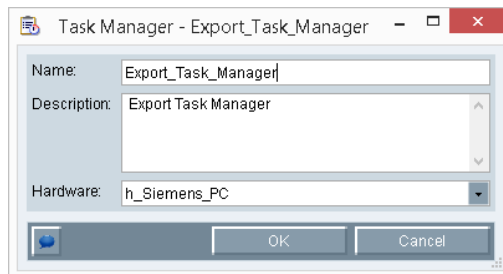 Task Manager - Export_Task_Manager
Name: Export_Task_Manager
Description: Export Task Manager
Hardware: h_Siemens_PC
OK Cancel